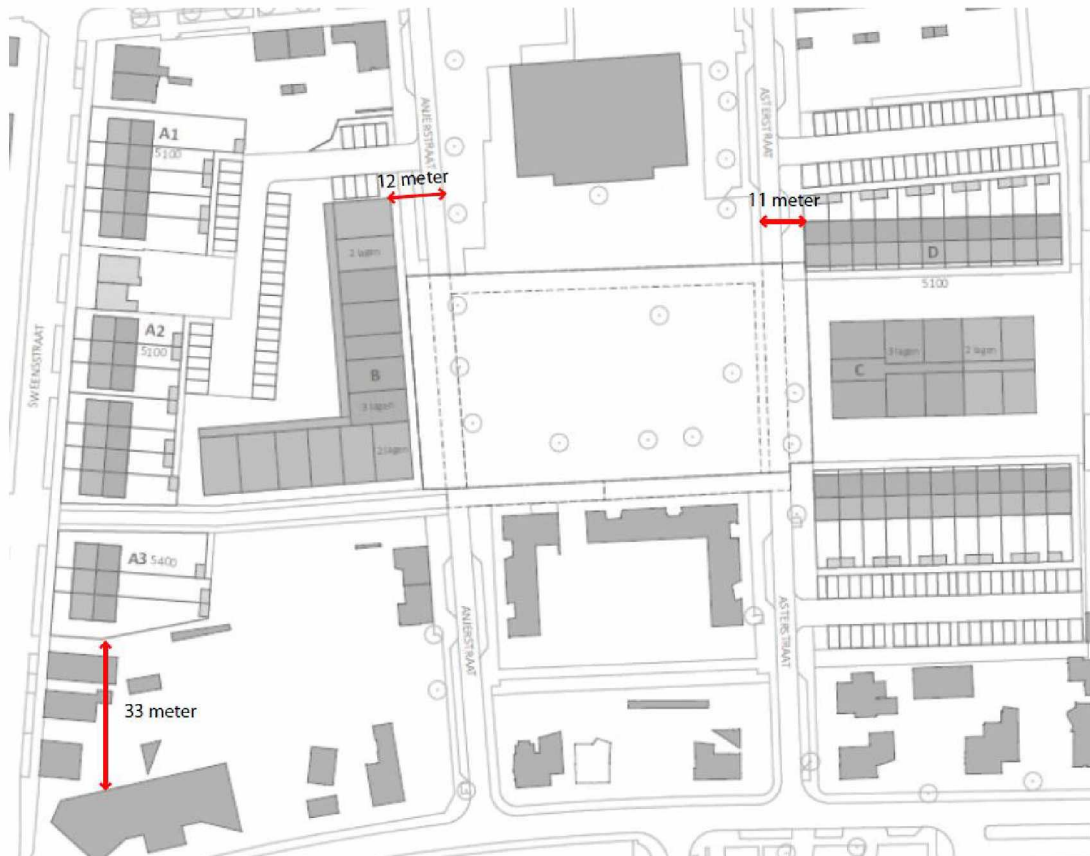 ANJERSTRAAT
ASTERSTRAAT
A1
5100
12 meter
11 meter
2 lagen
D
5100
SWEENSSTRAAT
A2
5100
B
3 lagen
2 lagen
C
3 lagen
2 lagen
A3 5400
ANJERSTRAAT
ASTERSTRAAT
33 meter